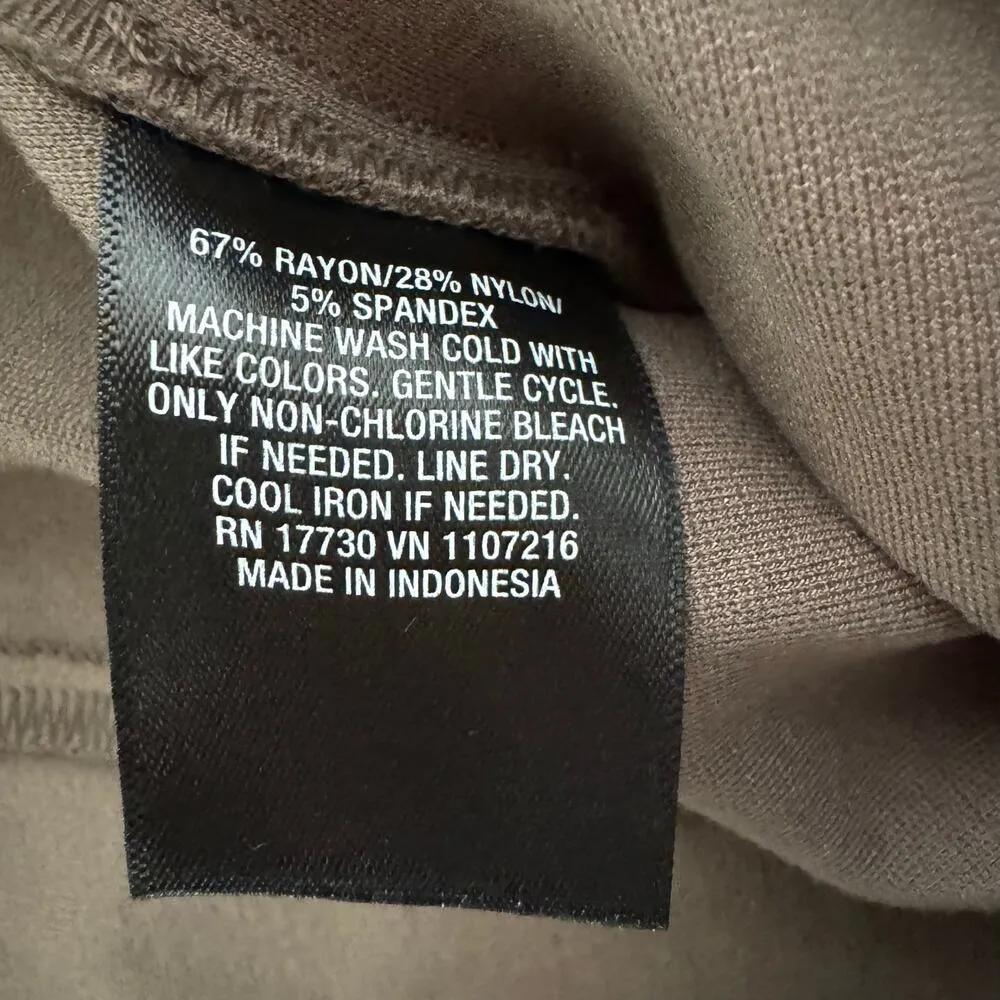 67% RAYON/28% NYLON/
5% SPANDEX
MACHINE WASH COLD WITH
LIKE COLORS. GENTLE CYCLE.
ONLY NON-CHLORINE BLEACH
IF NEEDED. LINE DRY.
COOL IRON IF NEEDED.
RN 17730 VN 1107216
MADE IN INDONESIA